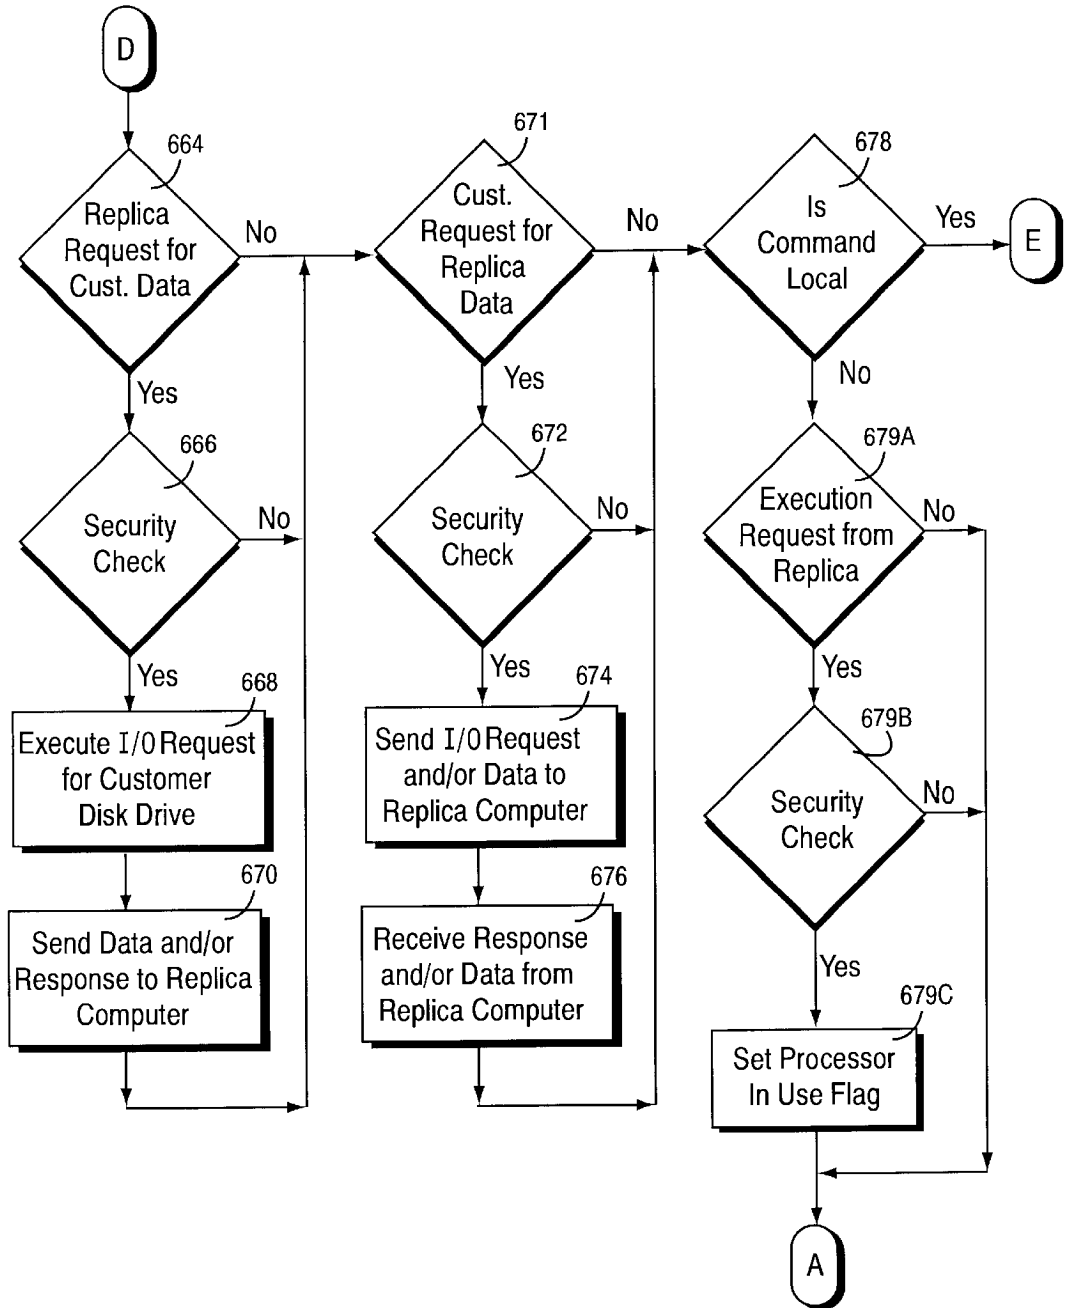 D
664
Replica
Request for
Cust. Data
No
Yes
666
Security
Check
No
Yes
668
Execute I/O Request
for Customer
Disk Drive
670
Send Data and/or
Response to Replica
Computer
671
Cust.
Request for
Replica
Data
No
Yes
672
Security
Check
No
Yes
674
Send I/O Request
and/or Data to
Replica Computer
676
Receive Response
and/or Data from
Replica Computer
678
Is
Command
Local
Yes
E
No
679A
Execution
Request from
Replica
No
Yes
679B
Security
Check
No
Yes
679C
Set Processor
In Use Flag
A